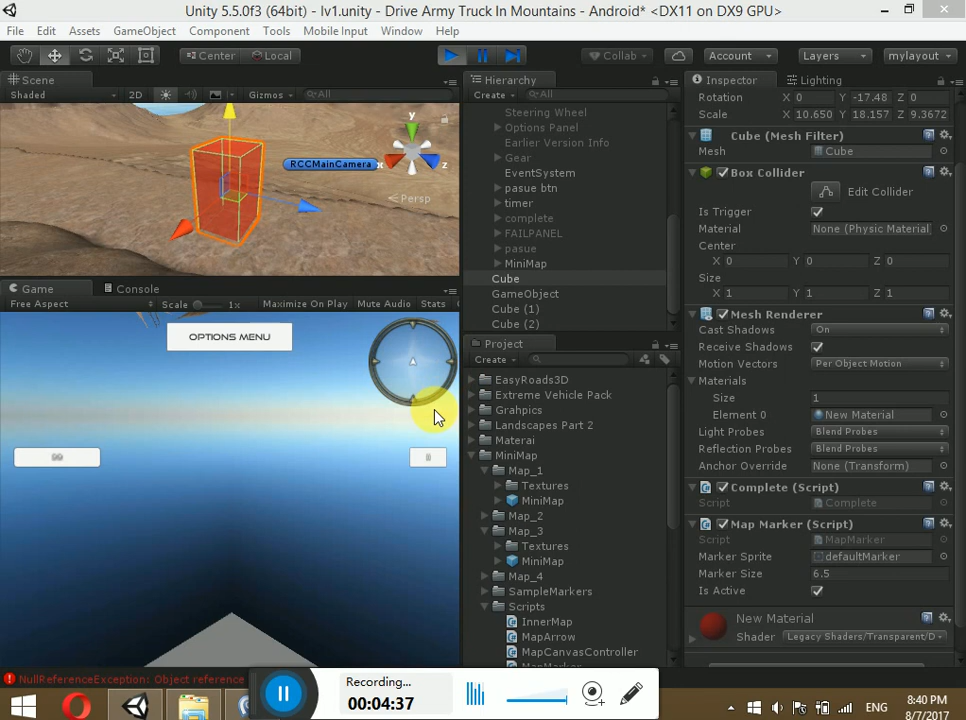 Unity 5.5.0f3 (64bit) - lv1.unity - Drive Army Truck In Mountains - Android* <DX11 on DX9 GPU>
File Edit Assets GameObject Component Tools Mobile Input Window Help
Center Local Collab Account Layers mylayout
Scene
Shaded 2D Gizmos All
y
x
z
Persp
RCCMainCamera
Game Console
Free Aspect Scale 1x Maximize On Play Mute Audio Stats
OPTIONS MENU
NullReferenceException: Object reference
Hierarchy
Create All
Steering Wheel
Options Panel
Earlier Version Info
Gear
EventSystem
pasue btn
timer
complete
FAILPANEL
pasue
MiniMap
Cube
GameObject
Cube (1)
Cube (2)
Project
Create
EasyRoads3D
Extreme Vehicle Pack
Grahpics
Landscapes Part 2
Materai
MiniMap
Map_1
Textures
MiniMap
Map_2
Map_3
Textures
MiniMap
Map_4
SampleMarkers
Scripts
InnerMap
MapArrow
MapCanvasController
MapMarker
Inspector Lighting
Rotation X 0 Y -17.48 Z 0
Scale X 10.650 Y 18.157 Z 9.3672
Cube (Mesh Filter)
Mesh Cube
Box Collider
Edit Collider
Is Trigger
Material None (Physic Material
Center
X 0 Y 0 Z 0
Size
X 1 Y 1 Z 1
Mesh Renderer
Cast Shadows On
Receive Shadows
Motion Vectors Per Object Motion
Materials
Size 1
Element 0 New Material
Light Probes Blend Probes
Reflection Probes Blend Probes
Anchor Override None (Transform)
Complete (Script)
Script Complete
Map Marker (Script)
Script MapMarker
Marker Sprite defaultMarker
Marker Size 6.5
Is Active
New Material
Shader Legacy Shaders/Transparent/D
Recording...
00:04:37
ENG
8:40 PM
8/7/2017